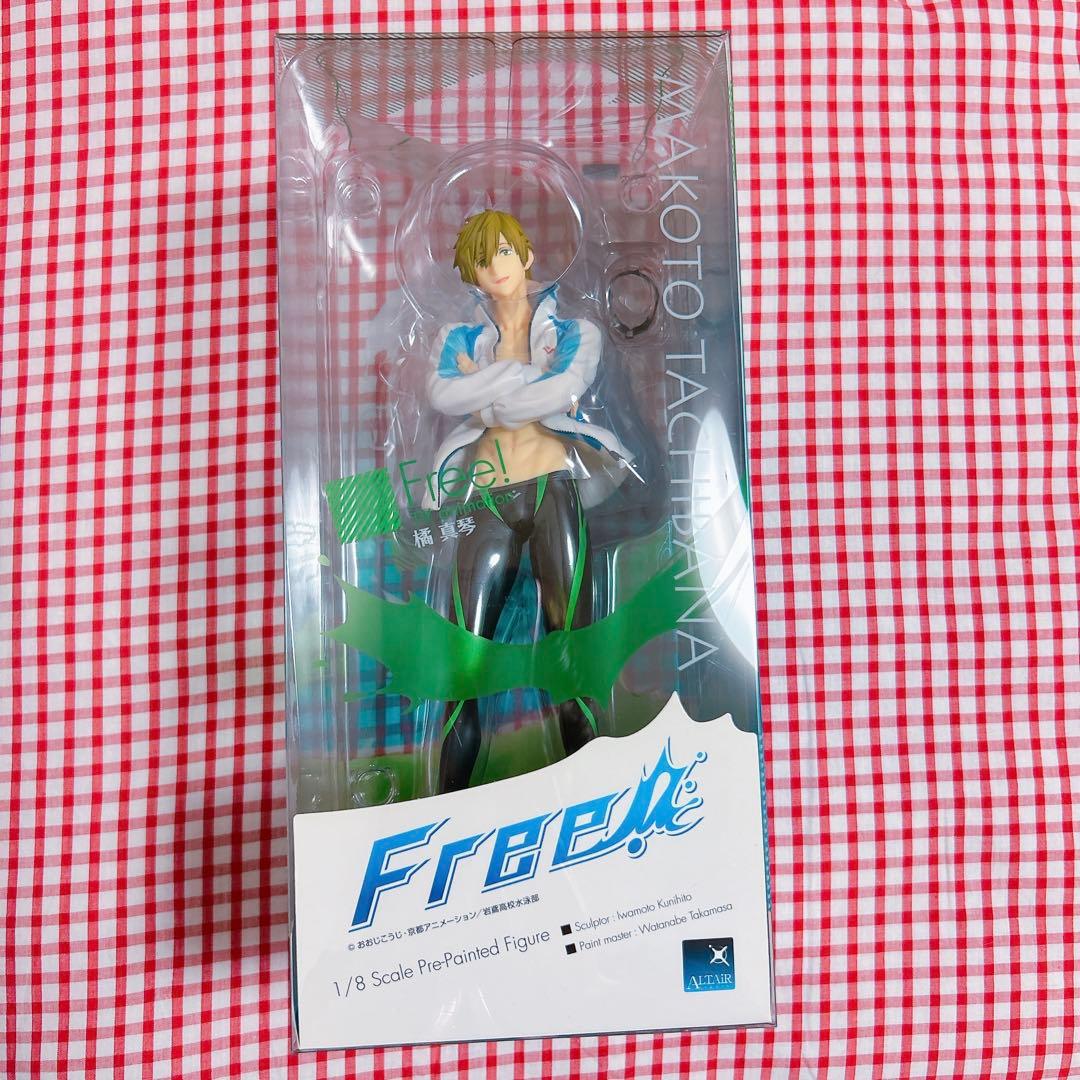 MAKOTO TACHIBANA
Free!
橘 真琴
Free!
© おおじこうじ・京都アニメーション／岩鳶高校水泳部
1/8 Scale Pre-Painted Figure
■ Sculptor : Iwamoto Kunihito
■ Paint master : Watanabe Takamasa
ALTAiR